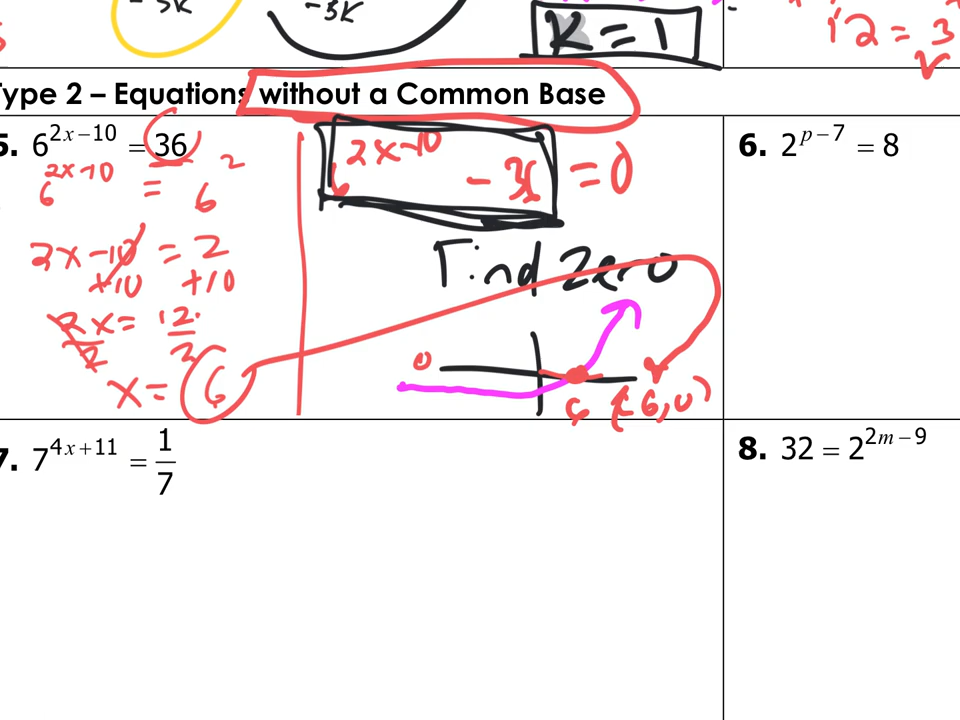 - 5K
-3K
K = 1
12 = 3
ype 2 – Equations without a Common Base
5. 6^{2x-10} = 36
6^{2x-10} = 6^2
2x-10 = 2
+10 +10
2x = 12
2 2
x = 6
6^{2x-10} - 36 = 0
Find Zero
0
6 (6,0)
6. 2^{p-7} = 8
7. 7^{4x+11} = 1/7
8. 32 = 2^{2m-9}